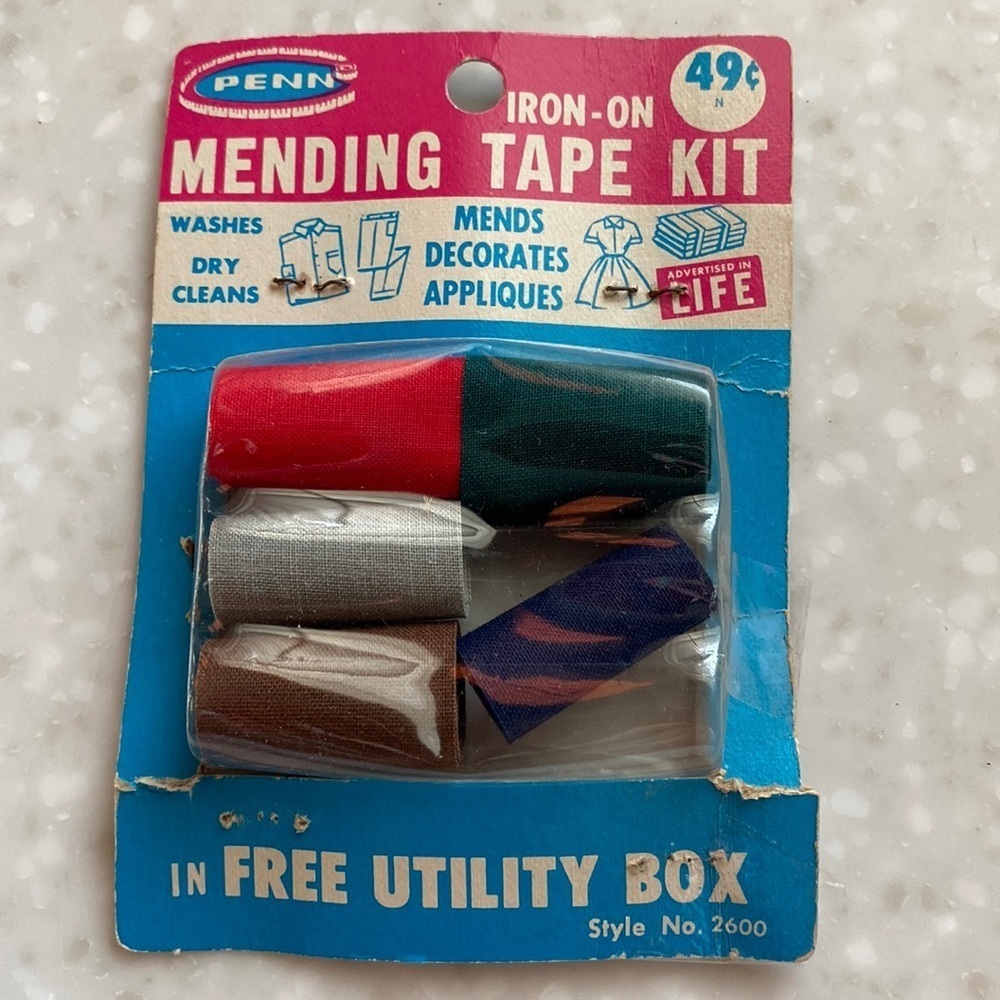 PENN
49¢
N
IRON-ON
MENDING TAPE KIT
WASHES
DRY
CLEANS
MENDS
DECORATES
APPLIQUES
ADVERTISED IN
LIFE
IN FREE UTILITY BOX
Style No. 2600